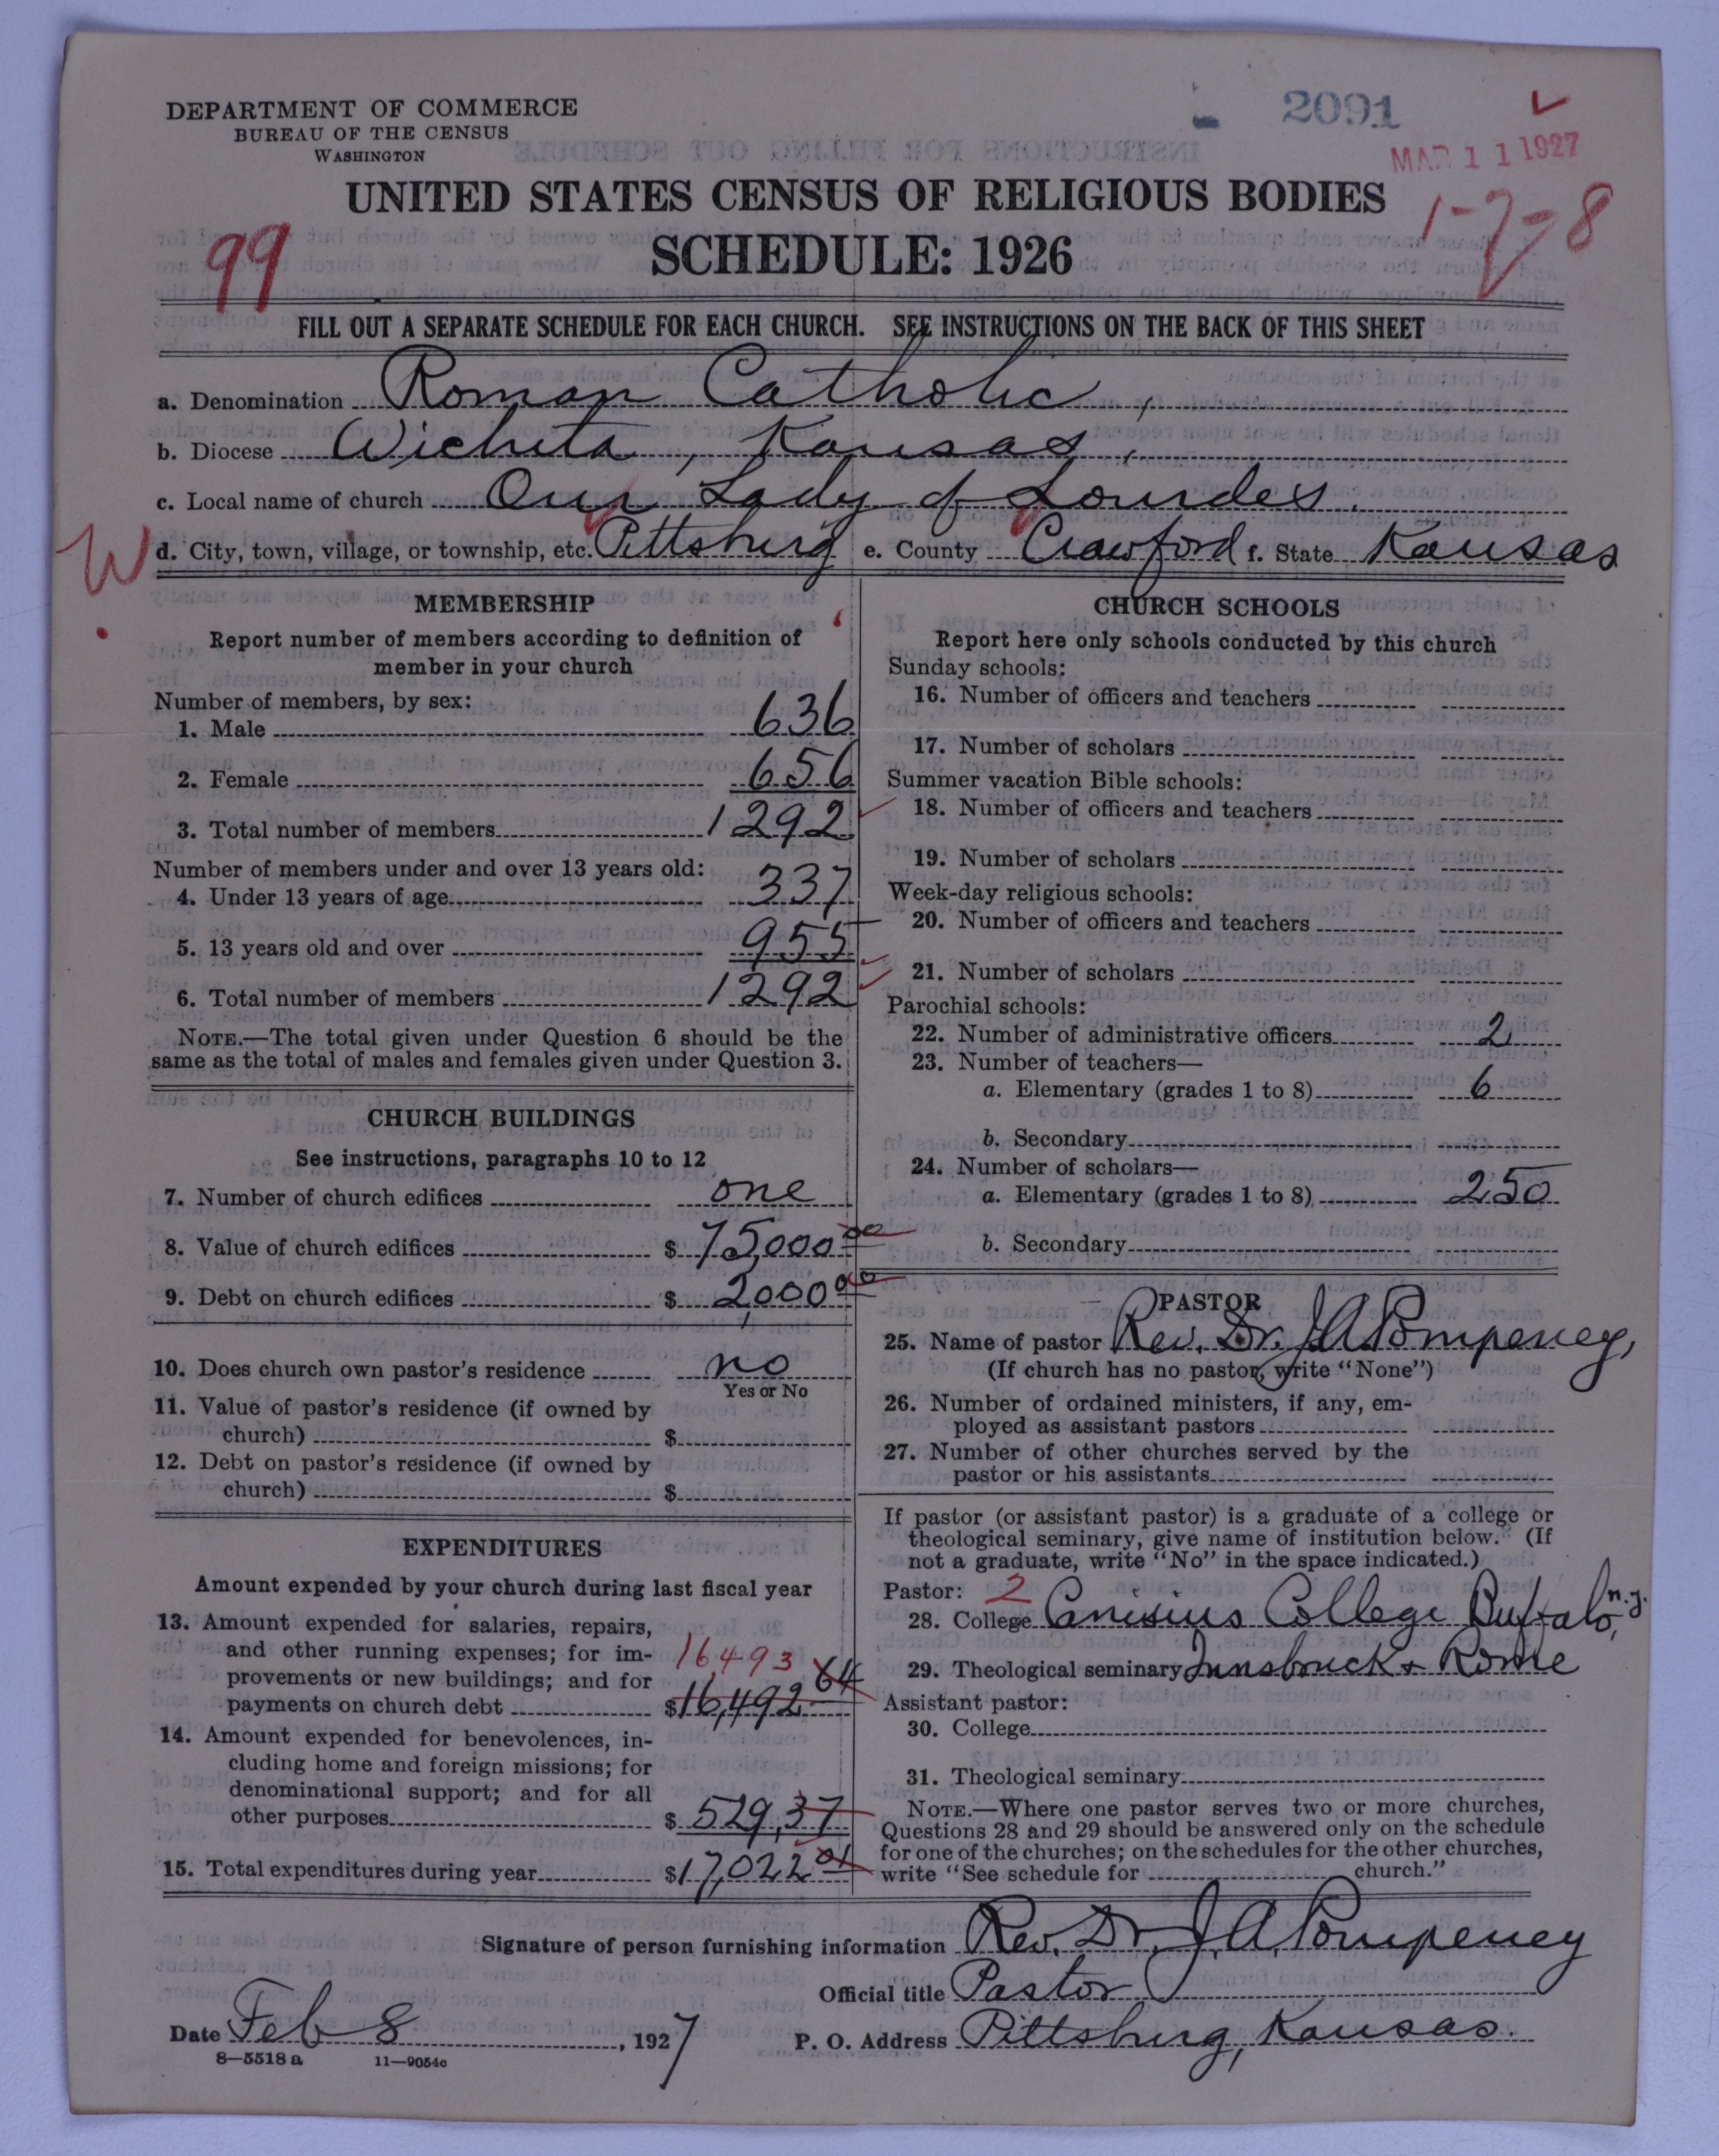 DEPARTMENT OF COMMERCE
BUREAU OF THE CENSUS
WASHINGTON
2091
MAR 11 1927
UNITED STATES CENSUS OF RELIGIOUS BODIES
SCHEDULE: 1926
99
1-7-8
FILL OUT A SEPARATE SCHEDULE FOR EACH CHURCH. SEE INSTRUCTIONS ON THE BACK OF THIS SHEET
a. Denomination Roman Catholic,
b. Diocese Wichita, Kansas,
c. Local name of church Our Lady of Lourdes.
W d. City, town, village, or township, etc. Pittsburg e. County Crawford f. State Kansas
MEMBERSHIP
Report number of members according to definition of
member in your church
Number of members, by sex:
1. Male 636
2. Female 656
3. Total number of members 1292
Number of members under and over 13 years old:
4. Under 13 years of age 337
5. 13 years old and over 955
6. Total number of members 1292
NOTE.—The total given under Question 6 should be the
same as the total of males and females given under Question 3.
CHURCH BUILDINGS
See instructions, paragraphs 10 to 12
7. Number of church edifices one
8. Value of church edifices $ 75,000 00
9. Debt on church edifices $ 2,000 00
10. Does church own pastor's residence no
Yes or No
11. Value of pastor's residence (if owned by
church) $
12. Debt on pastor's residence (if owned by
church) $
EXPENDITURES
Amount expended by your church during last fiscal year
13. Amount expended for salaries, repairs,
and other running expenses; for im-
provements or new buildings; and for 16493
payments on church debt $ 16,492 64
14. Amount expended for benevolences, in-
cluding home and foreign missions; for
denominational support; and for all
other purposes $ 529,37
15. Total expenditures during year $ 17,022 01
CHURCH SCHOOLS
Report here only schools conducted by this church
Sunday schools:
16. Number of officers and teachers
17. Number of scholars
Summer vacation Bible schools:
18. Number of officers and teachers
19. Number of scholars
Week-day religious schools:
20. Number of officers and teachers
21. Number of scholars
Parochial schools:
22. Number of administrative officers 2
23. Number of teachers—
a. Elementary (grades 1 to 8) 6
b. Secondary
24. Number of scholars—
a. Elementary (grades 1 to 8) 250
b. Secondary
PASTOR
25. Name of pastor Rev. Dr. J A Pompeney,
(If church has no pastor, write "None")
26. Number of ordained ministers, if any, em-
ployed as assistant pastors
27. Number of other churches served by the
pastor or his assistants
If pastor (or assistant pastor) is a graduate of a college or
theological seminary, give name of institution below. (If
not a graduate, write "No" in the space indicated.)
Pastor: 2
28. College Canisius College Buffalo, n.y.
29. Theological seminary Innsbruck + Rome
Assistant pastor:
30. College
31. Theological seminary
NOTE.—Where one pastor serves two or more churches,
Questions 28 and 29 should be answered only on the schedule
for one of the churches; on the schedules for the other churches,
write "See schedule for church."
Signature of person furnishing information Rev. Dr. J. A. Pompeney
Official title Pastor
Date Feb 8, 1927 P. O. Address Pittsburg, Kansas.
8—5518 a 11—9054c